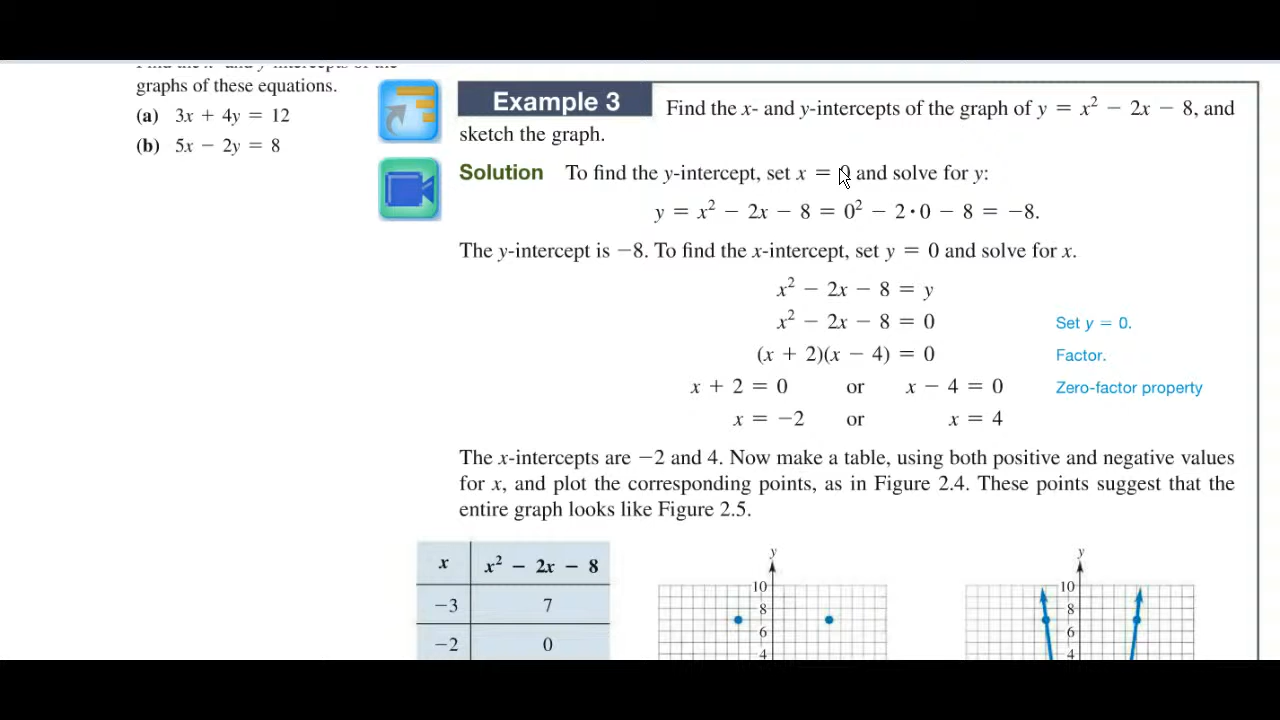 graphs of these equations.
(a) 3x + 4y = 12
(b) 5x − 2y = 8
Example 3 Find the x- and y-intercepts of the graph of y = x² − 2x − 8, and
sketch the graph.
Solution To find the y-intercept, set x = 0 and solve for y:
y = x² − 2x − 8 = 0² − 2 • 0 − 8 = −8.
The y-intercept is −8. To find the x-intercept, set y = 0 and solve for x.
x² − 2x − 8 = y
x² − 2x − 8 = 0 Set y = 0.
(x + 2)(x − 4) = 0 Factor.
x + 2 = 0 or x − 4 = 0 Zero-factor property
x = −2 or x = 4
The x-intercepts are −2 and 4. Now make a table, using both positive and negative values
for x, and plot the corresponding points, as in Figure 2.4. These points suggest that the
entire graph looks like Figure 2.5.
x x² − 2x − 8
−3 7
−2 0
y
10
8
6
4
y
10
8
6
4